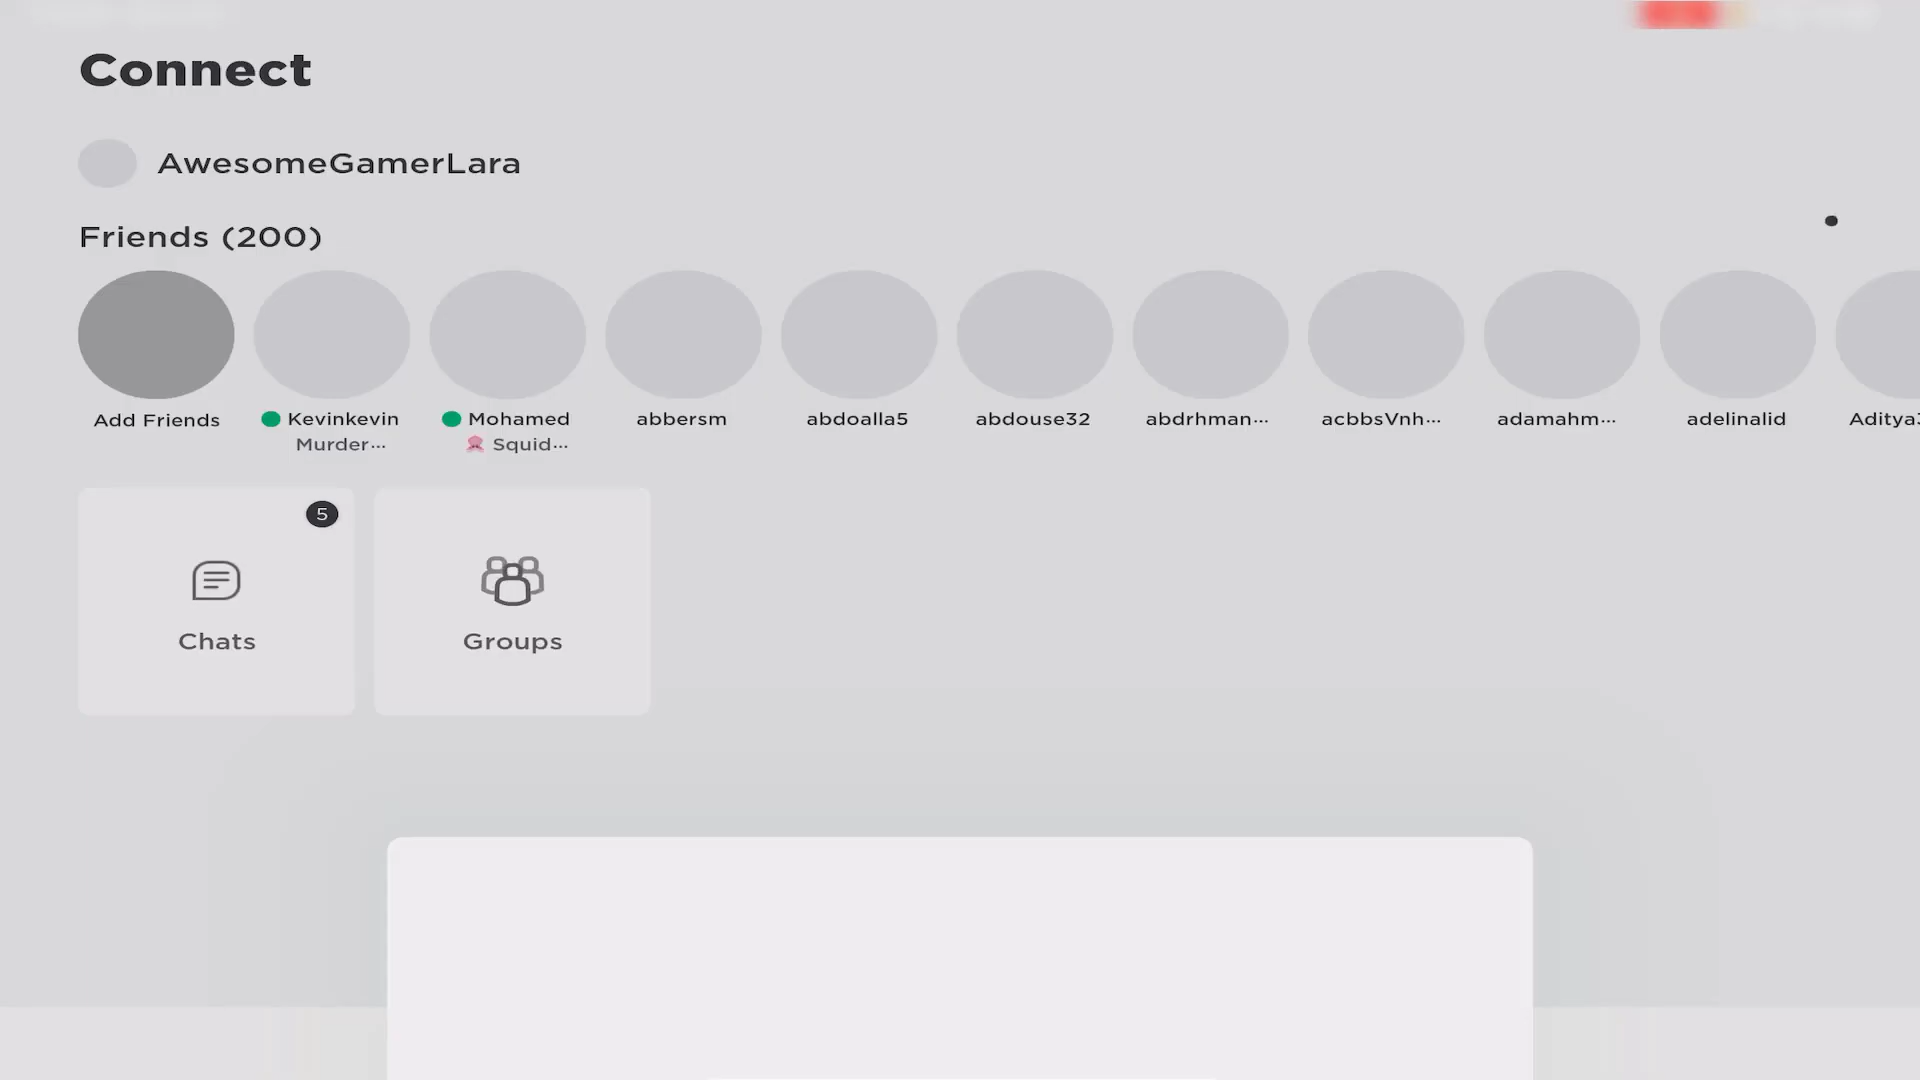 Connect
AwesomeGamerLara
Friends (200)
Add Friends
Kevinkevin
Murder···
Mohamed
Squid···
abbersm
abdoalla5
abdouse32
abdrhman···
acbbsVnh···
adamahm···
adelinalid
Aditya
5
Chats
Groups